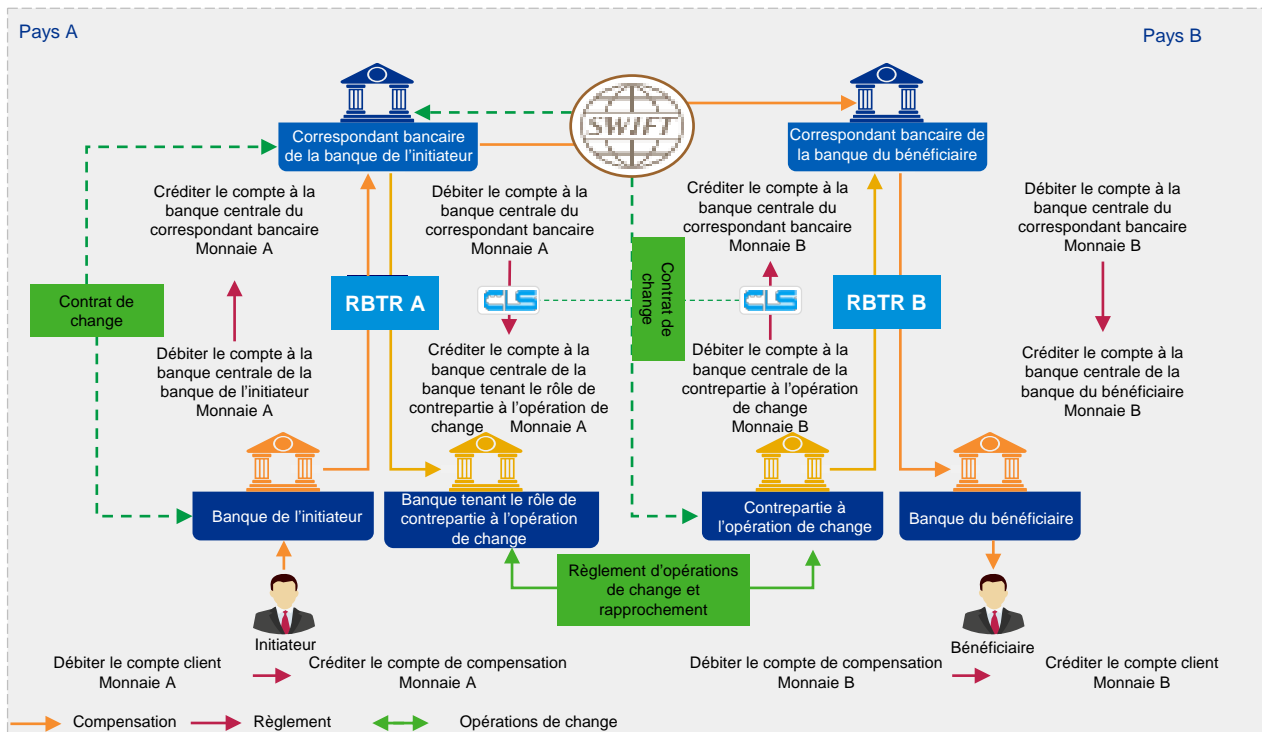 Pays A
Pays B
SWIFT
Correspondant bancaire
de la banque de l’initiateur
Correspondant bancaire de
la banque du bénéficiaire
Créditer le compte à la
banque centrale du
correspondant bancaire
Monnaie A
Débiter le compte à la
banque centrale du
correspondant bancaire
Monnaie A
Créditer le compte à la
banque centrale du
correspondant bancaire
Monnaie B
Débiter le compte à la
banque centrale du
correspondant bancaire
Monnaie B
Contrat de
change
RBTR A
CLS
Contrat de
change
CLS
RBTR B
Débiter le compte à la
banque centrale de la
banque de l’initiateur
Monnaie A
Créditer le compte à la
banque centrale de
la banque tenant le rôle de
contrepartie à l’opération de
change Monnaie A
Débiter le compte à la
banque centrale de la
contrepartie à l’opération
de change
Monnaie B
Créditer le compte à la
banque centrale de la
banque du bénéficiaire
Monnaie B
Banque de l’initiateur
Banque tenant le rôle de
contrepartie à l’opération
de change
Contrepartie à
l’opération de change
Banque du bénéficiaire
Règlement d’opérations
de change et
rapprochement
Initiateur
Bénéficiaire
Débiter le compte client
Monnaie A
Créditer le compte de compensation
Monnaie A
Débiter le compte de compensation
Monnaie B
Créditer le compte client
Monnaie B
Compensation
Règlement
Opérations de change